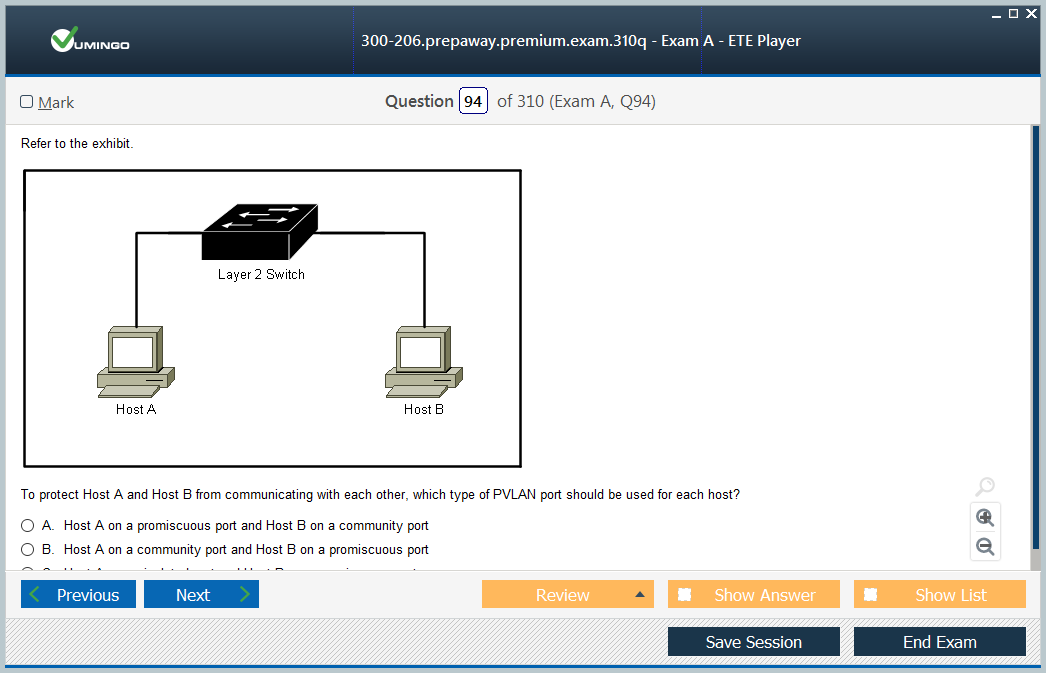 VUMINGO
300-206.prepaway.premium.exam.310q - Exam A - ETE Player
Mark
Question 94 of 310 (Exam A, Q94)
Refer to the exhibit.
Layer 2 Switch
Host A
Host B
To protect Host A and Host B from communicating with each other, which type of PVLAN port should be used for each host?
A. Host A on a promiscuous port and Host B on a community port
B. Host A on a community port and Host B on a promiscuous port
Previous
Next
Review
Show Answer
Show List
Save Session
End Exam